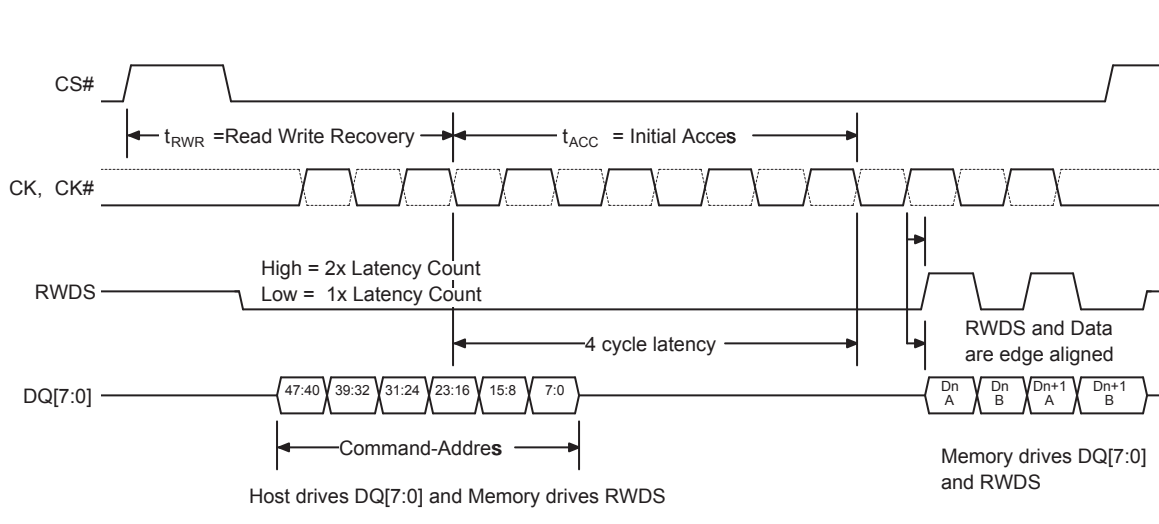 CS#
tRWR =Read Write Recovery
tACC = Initial Acces
CK, CK#
High = 2x Latency Count
Low = 1x Latency Count
RWDS
4 cycle latency
RWDS and Data
are edge aligned
DQ[7:0]
47:40 39:32 31:24 23:16 15:8 7:0
Dn A
Dn B
Dn+1 A
Dn+1 B
Command-Addres
Host drives DQ[7:0] and Memory drives RWDS
Memory drives DQ[7:0]
and RWDS